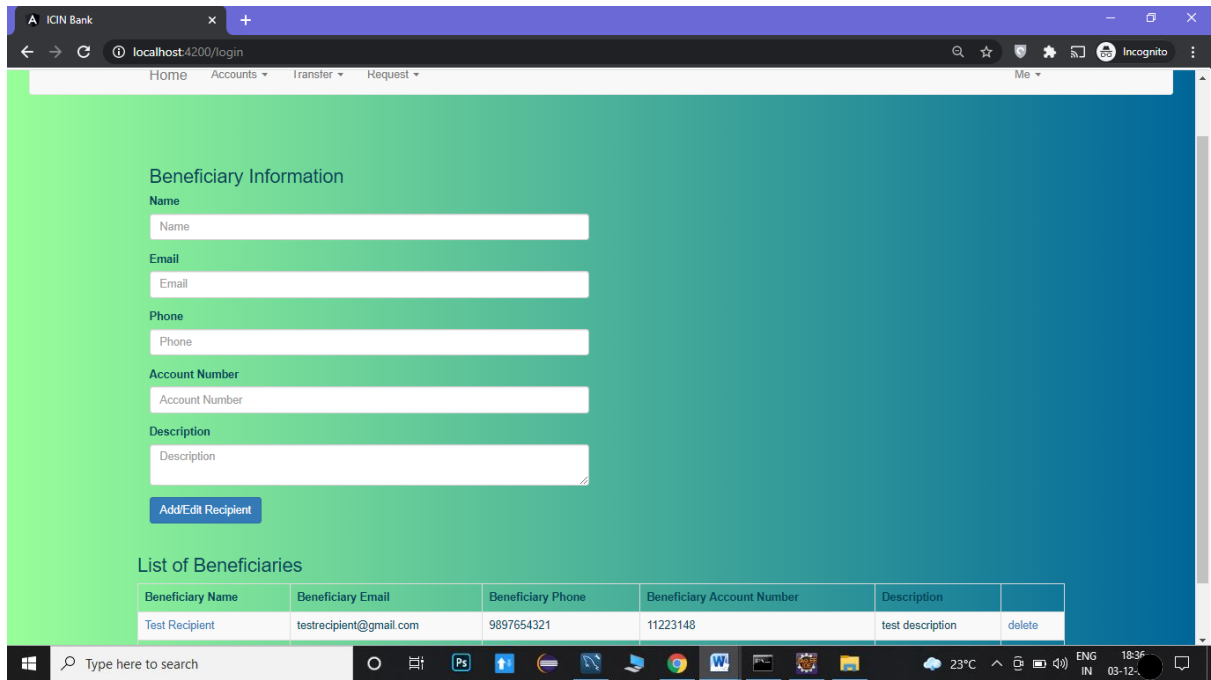 A ICIN Bank
localhost:4200/login
Incognito
Home Accounts Transfer Request Me
Beneficiary Information
Name
Name
Email
Email
Phone
Phone
Account Number
Account Number
Description
Description
Add/Edit Recipient
List of Beneficiaries
Beneficiary Name Beneficiary Email Beneficiary Phone Beneficiary Account Number Description
Test Recipient testrecipient@gmail.com 9897654321 11223148 test description delete
Type here to search
Ps
W
23°C
ENG
IN
18:36
03-12-